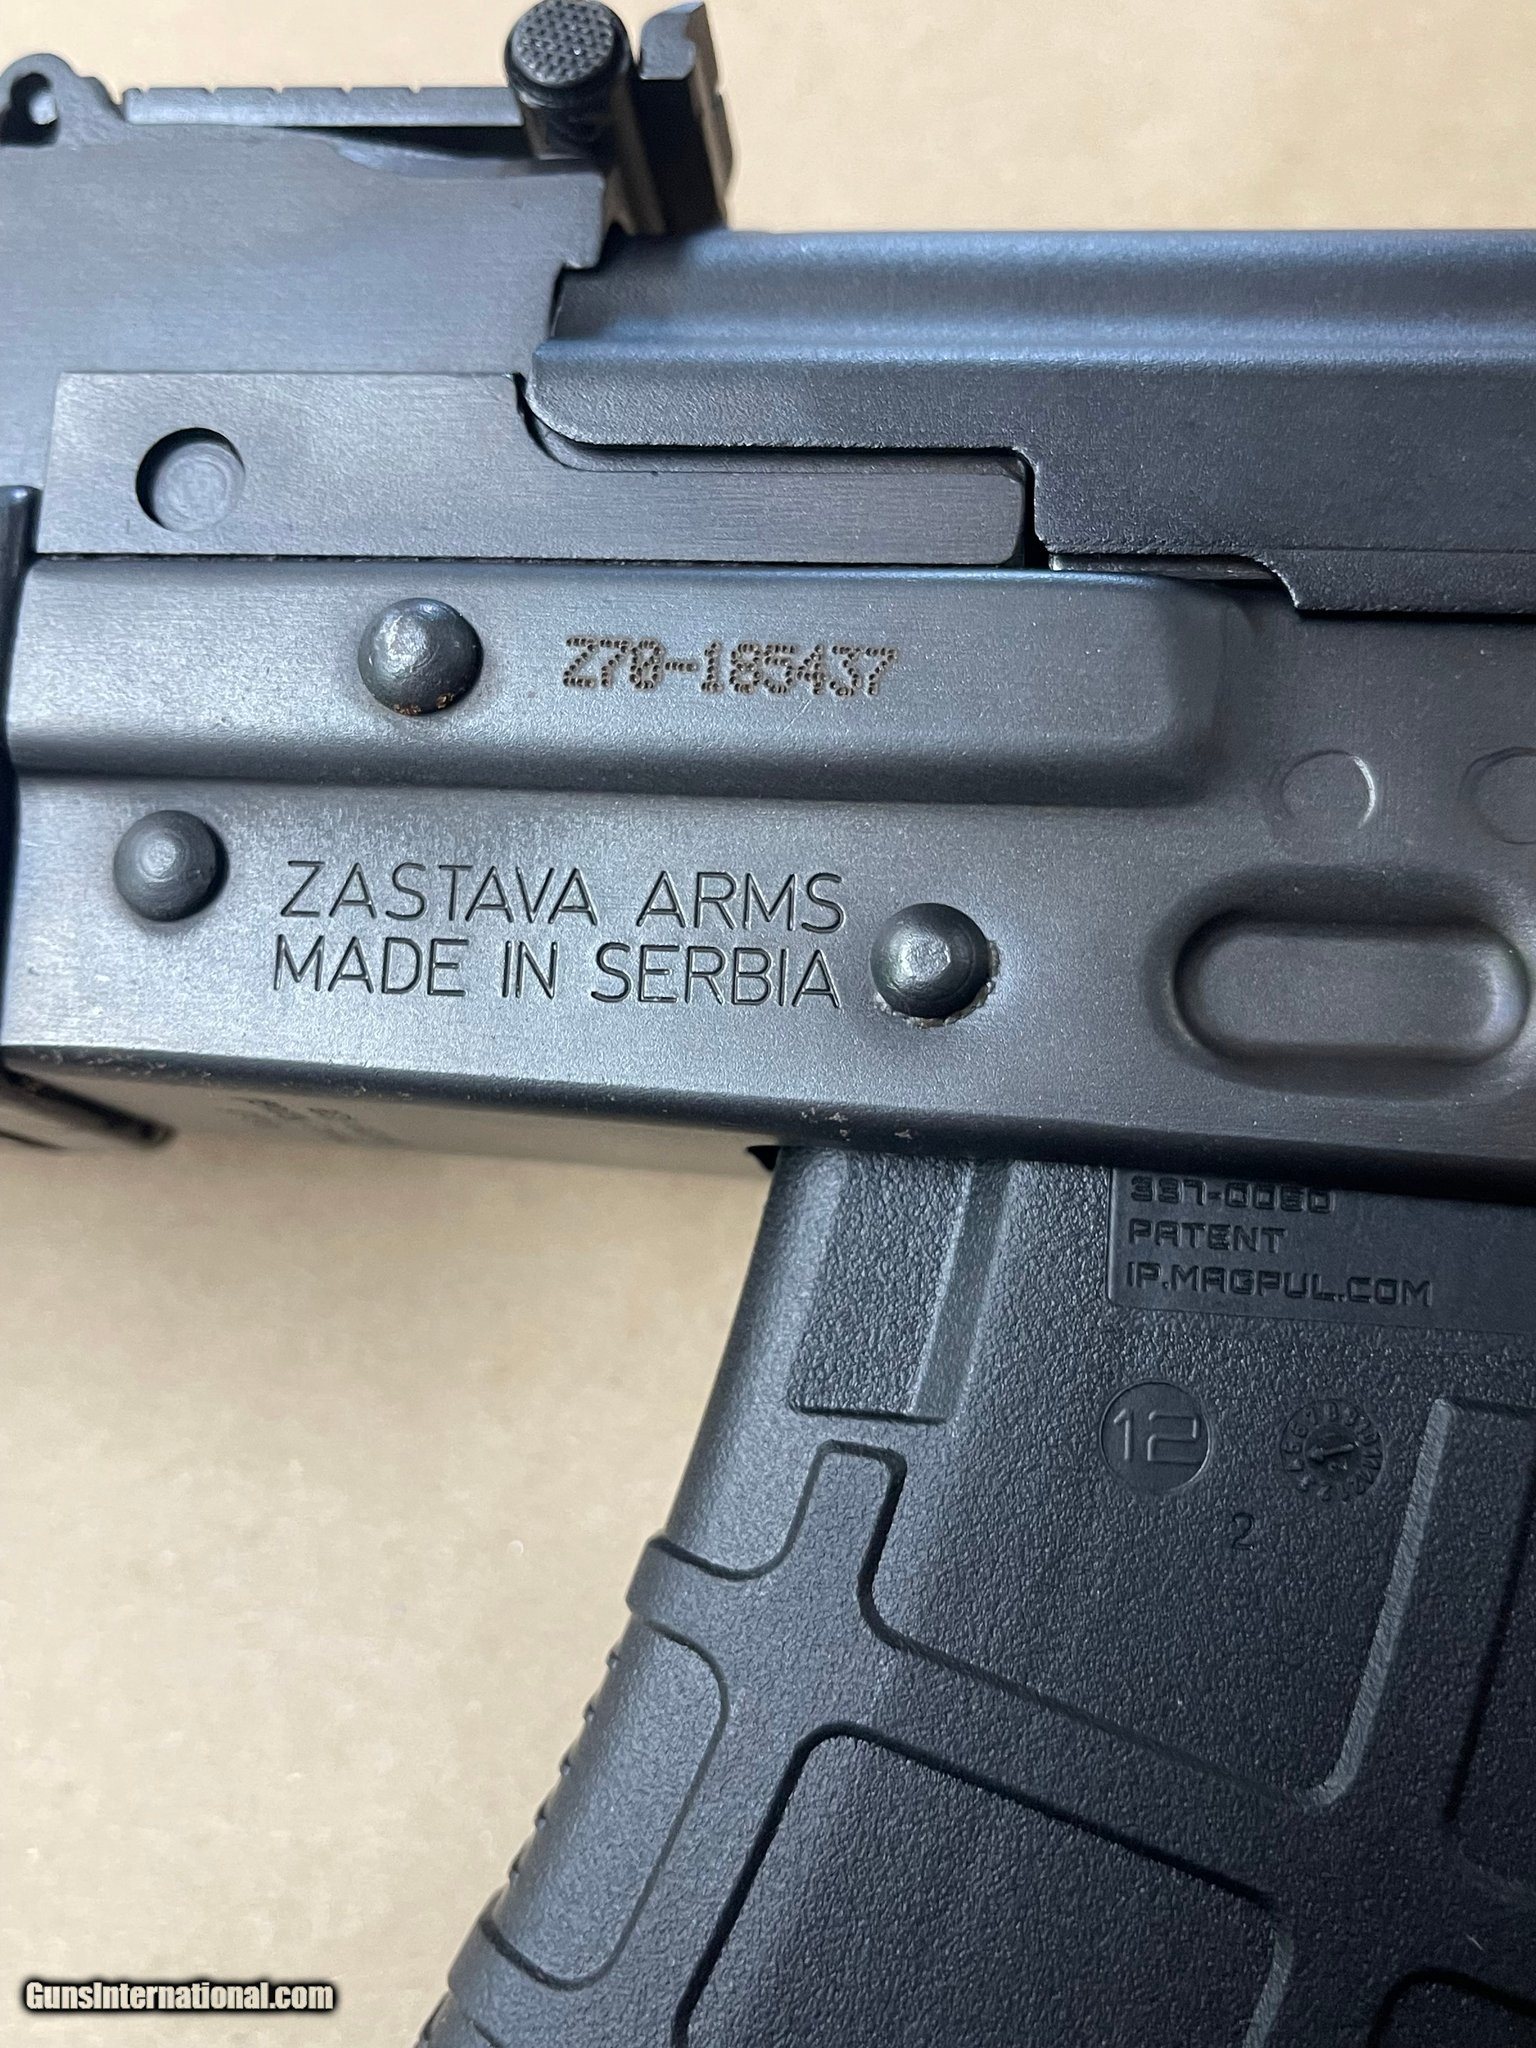 Z70-185437
ZASTAVA ARMS
MADE IN SERBIA
PATENT
IP.MAGPUL.COM
12
2
GunsInternational.com